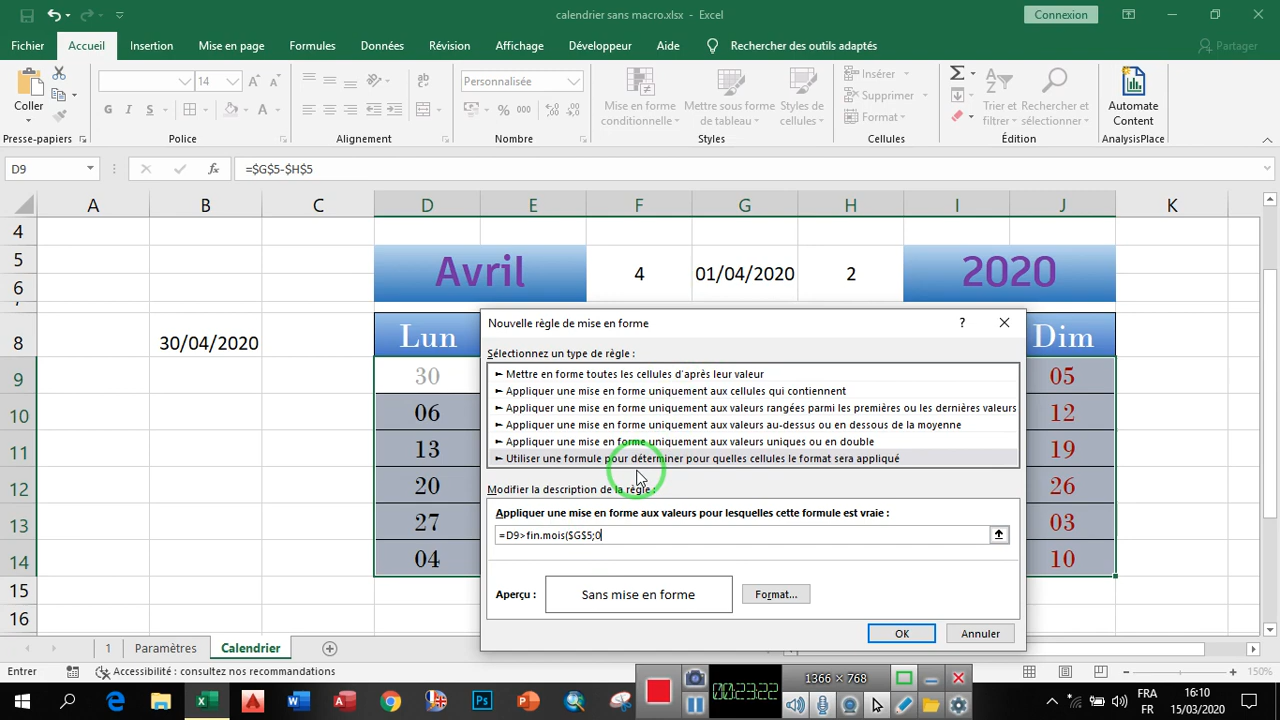 calendrier sans macro.xlsx - Excel
Connexion
Fichier Accueil Insertion Mise en page Formules Données Révision Affichage Développeur Aide Rechercher des outils adaptés Partager
Coller
14
G I S
Personnalisée
% 000
Mise en forme conditionnelle
Mettre sous forme de tableau
Styles de cellules
Insérer
Supprimer
Format
Trier et filtrer
Rechercher et sélectionner
Automate Content
Presse-papiers Police Alignement Nombre Styles Cellules Édition AnalysisPlace
D9 fx =$G$5-$H$5
A B C D E F G H I J K
4
5
6
7
Avril 4 01/04/2020 2 2020
8 30/04/2020 Lun Dim
9 30 05
10 06 12
11 13 19
12 20 26
13 27 03
14 04 10
15
16
Nouvelle règle de mise en forme ?
Sélectionnez un type de règle :
► Mettre en forme toutes les cellules d'après leur valeur
► Appliquer une mise en forme uniquement aux cellules qui contiennent
► Appliquer une mise en forme uniquement aux valeurs rangées parmi les premières ou les dernières valeurs
► Appliquer une mise en forme uniquement aux valeurs au-dessus ou en dessous de la moyenne
► Appliquer une mise en forme uniquement aux valeurs uniques ou en double
► Utiliser une formule pour déterminer pour quelles cellules le format sera appliqué
Modifier la description de la règle :
Appliquer une mise en forme aux valeurs pour lesquelles cette formule est vraie :
=D9>fin.mois($G$5;0
Aperçu : Sans mise en forme Format...
OK Annuler
1 Paramètres Calendrier
Entrer Accessibilité : consultez nos recommandations 150%
00:23:22
1366 × 768
FRA
FR
16:10
15/03/2020